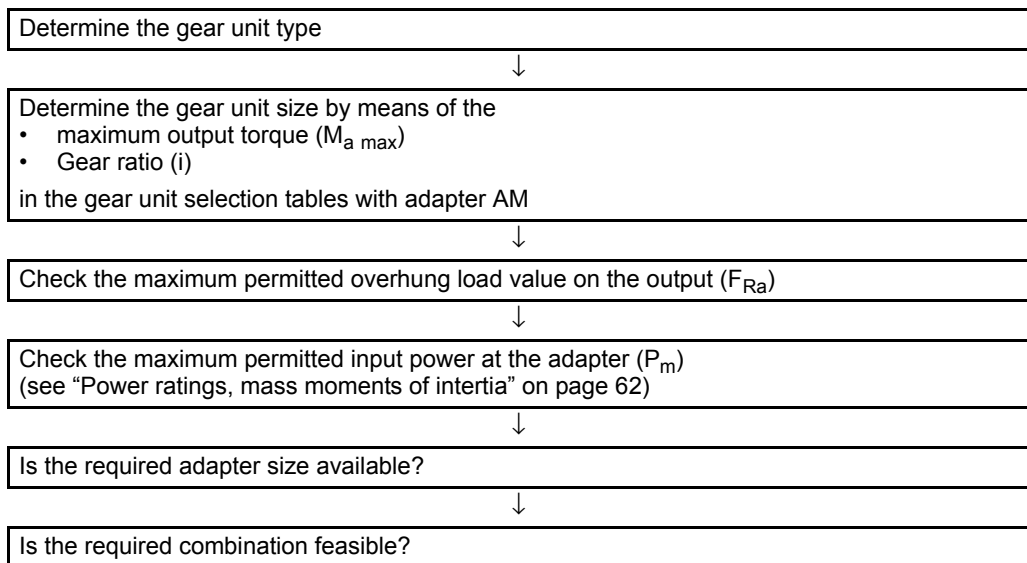 Determine the gear unit type
↓
Determine the gear unit size by means of the
• maximum output torque (Ma max)
• Gear ratio (i)
in the gear unit selection tables with adapter AM
↓
Check the maximum permitted overhung load value on the output (FRa)
↓
Check the maximum permitted input power at the adapter (Pm)
(see “Power ratings, mass moments of intertia” on page 62)
↓
Is the required adapter size available?
↓
Is the required combination feasible?